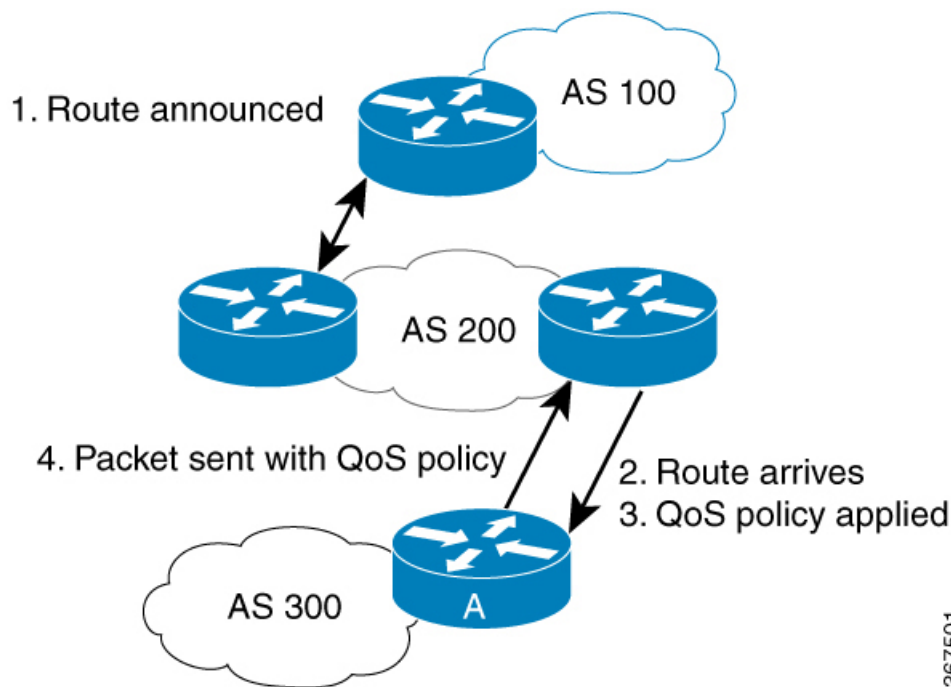 AS 100
1. Route announced
AS 200
4. Packet sent with QoS policy
2. Route arrives
3. QoS policy applied
AS 300
A
367501